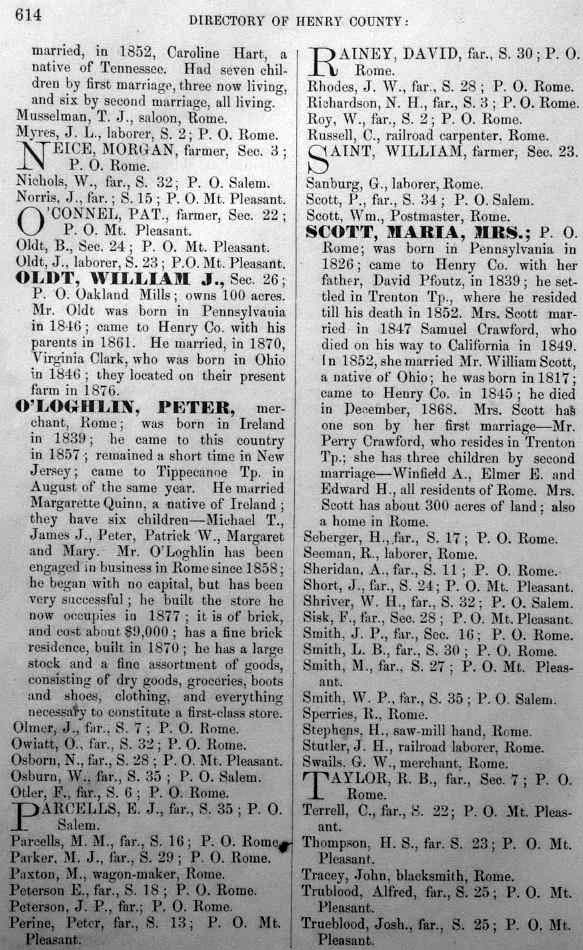 614
DIRECTORY OF HENRY COUNTY:
married, in 1852, Caroline Hart, a
native of Tennessee. Had seven chil-
dren by first marriage, three now living,
and six by second marriage, all living.
Musselman, T. J., saloon, Rome.
Myres, J. L., laborer, S. 2; P. O. Rome.
NEICE, MORGAN, farmer, Sec. 3;
P. O. Rome.
Nichols, W., far., S. 32; P. O. Salem.
Norris, J., far.; S. 15; P. O. Mt. Pleasant.
O'CONNEL, PAT., farmer, Sec. 22;
P. O. Mt. Pleasant.
Oldt, B., Sec. 24; P. O. Mt. Pleasant.
Oldt, J., laborer, S. 23; P.O. Mt. Pleasant.
OLDT, WILLIAM J., Sec. 26;
P. O. Oakland Mills; owns 100 acres.
Mr. Oldt was born in Pennsylvania
in 1846; came to Henry Co. with his
parents in 1861. He married, in 1870,
Virginia Clark, who was born in Ohio
in 1846; they located on their present
farm in 1876.
O'LOGHLIN, PETER, mer-
chant, Rome; was born in Ireland
in 1839; he came to this country
in 1857; remained a short time in New
Jersey; came to Tippecanoe Tp. in
August of the same year. He married
Margarette Quinn, a native of Ireland;
they have six children—Michael T.,
James J., Peter, Patrick W., Margaret
and Mary. Mr. O'Loghlin has been
engaged in business in Rome since 1858;
he began with no capital, but has been
very successful; he built the store he
now occupies in 1877; it is of brick,
and cost about $9,000; has a fine brick
residence, built in 1870; he has a large
stock and a fine assortment of goods,
consisting of dry goods, groceries, boots
and shoes, clothing, and everything
necessary to constitute a first-class store.
Olmer, J., far., S. 7; P. O. Rome.
Owiatt, O., far., S. 32; P. O. Rome.
Osborn, N., far., S. 28; P. O. Mt. Pleasant.
Osburn, W., far., S. 35; P. O. Salem.
Otler, F., far., S. 6; P. O. Rome.
PARCELLS, E. J., far., S. 35; P. O.
Salem.
Parcells, M. M., far., S. 16; P. O. Rome.
Parker, M. J., far., S. 29; P. O. Rome.
Paxton, M., wagon-maker, Rome.
Peterson E., far., S. 18; P. O. Rome.
Peterson, J. P., far.; P. O. Rome.
Perine, Peter, far., S. 13; P. O. Mt.
Pleasant.
RAINEY, DAVID, far., S. 30; P. O.
Rome.
Rhodes, J. W., far., S. 28; P. O. Rome.
Richardson, N. H., far., S. 3; P. O. Rome.
Roy, W., far., S. 2; P. O. Rome.
Russell, C., railroad carpenter. Rome.
SAINT, WILLIAM, farmer, Sec. 23.
Sanburg, G., laborer, Rome.
Scott, P., far., S. 34; P. O. Salem.
Scott, Wm., Postmaster, Rome.
SCOTT, MARIA, MRS.; P. O.
Rome; was born in Pennsylvania in
1826; came to Henry Co. with her
father, David Pfoutz, in 1839; he set-
tled in Trenton Tp., where he resided
till his death in 1852. Mrs. Scott mar-
ried in 1847 Samuel Crawford, who
died on his way to California in 1849.
In 1852, she married Mr. William Scott,
a native of Ohio; he was born in 1817;
came to Henry Co. in 1845; he died
in December, 1868. Mrs. Scott has
one son by her first marriage—Mr.
Perry Crawford, who resides in Trenton
Tp.; she has three children by second
marriage—Winfield A., Elmer E. and
Edward H., all residents of Rome. Mrs.
Scott has about 300 acres of land; also
a home in Rome.
Seberger, H., far., S. 17; P. O. Rome.
Seeman, R., laborer, Rome.
Sheridan, A., far., S. 11; P. O. Rome.
Short, J., far., S. 24; P. O. Mt. Pleasant.
Shriver, W. H., far., S. 32; P. O. Salem.
Sisk, F., far., Sec. 28; P. O. Mt. Pleasant.
Smith, J. P., far., Sec. 16; P. O. Rome.
Smith, L. B., far., S. 30; P. O. Rome.
Smith, M., far., S. 27; P. O. Mt. Pleas-
ant.
Smith, W. P., far., S. 35; P. O. Salem.
Sperries, R., Rome.
Stephens, H., saw-mill hand, Rome.
Stutler, J. H., railroad laborer, Rome.
Swails. G. W., merchant, Rome.
TAYLOR, R. B., far., Sec. 7; P. O.
Rome.
Terrell, C., far., S. 22; P. O. Mt. Pleas-
ant.
Thompson, H. S., far. S. 23; P. O. Mt.
Pleasant.
Tracey, John, blacksmith, Rome.
Trublood, Alfred, far., S. 25; P. O. Mt.
Pleasant.
Trueblood, Josh., far., S. 25; P. O. Mt.
Pleasant.